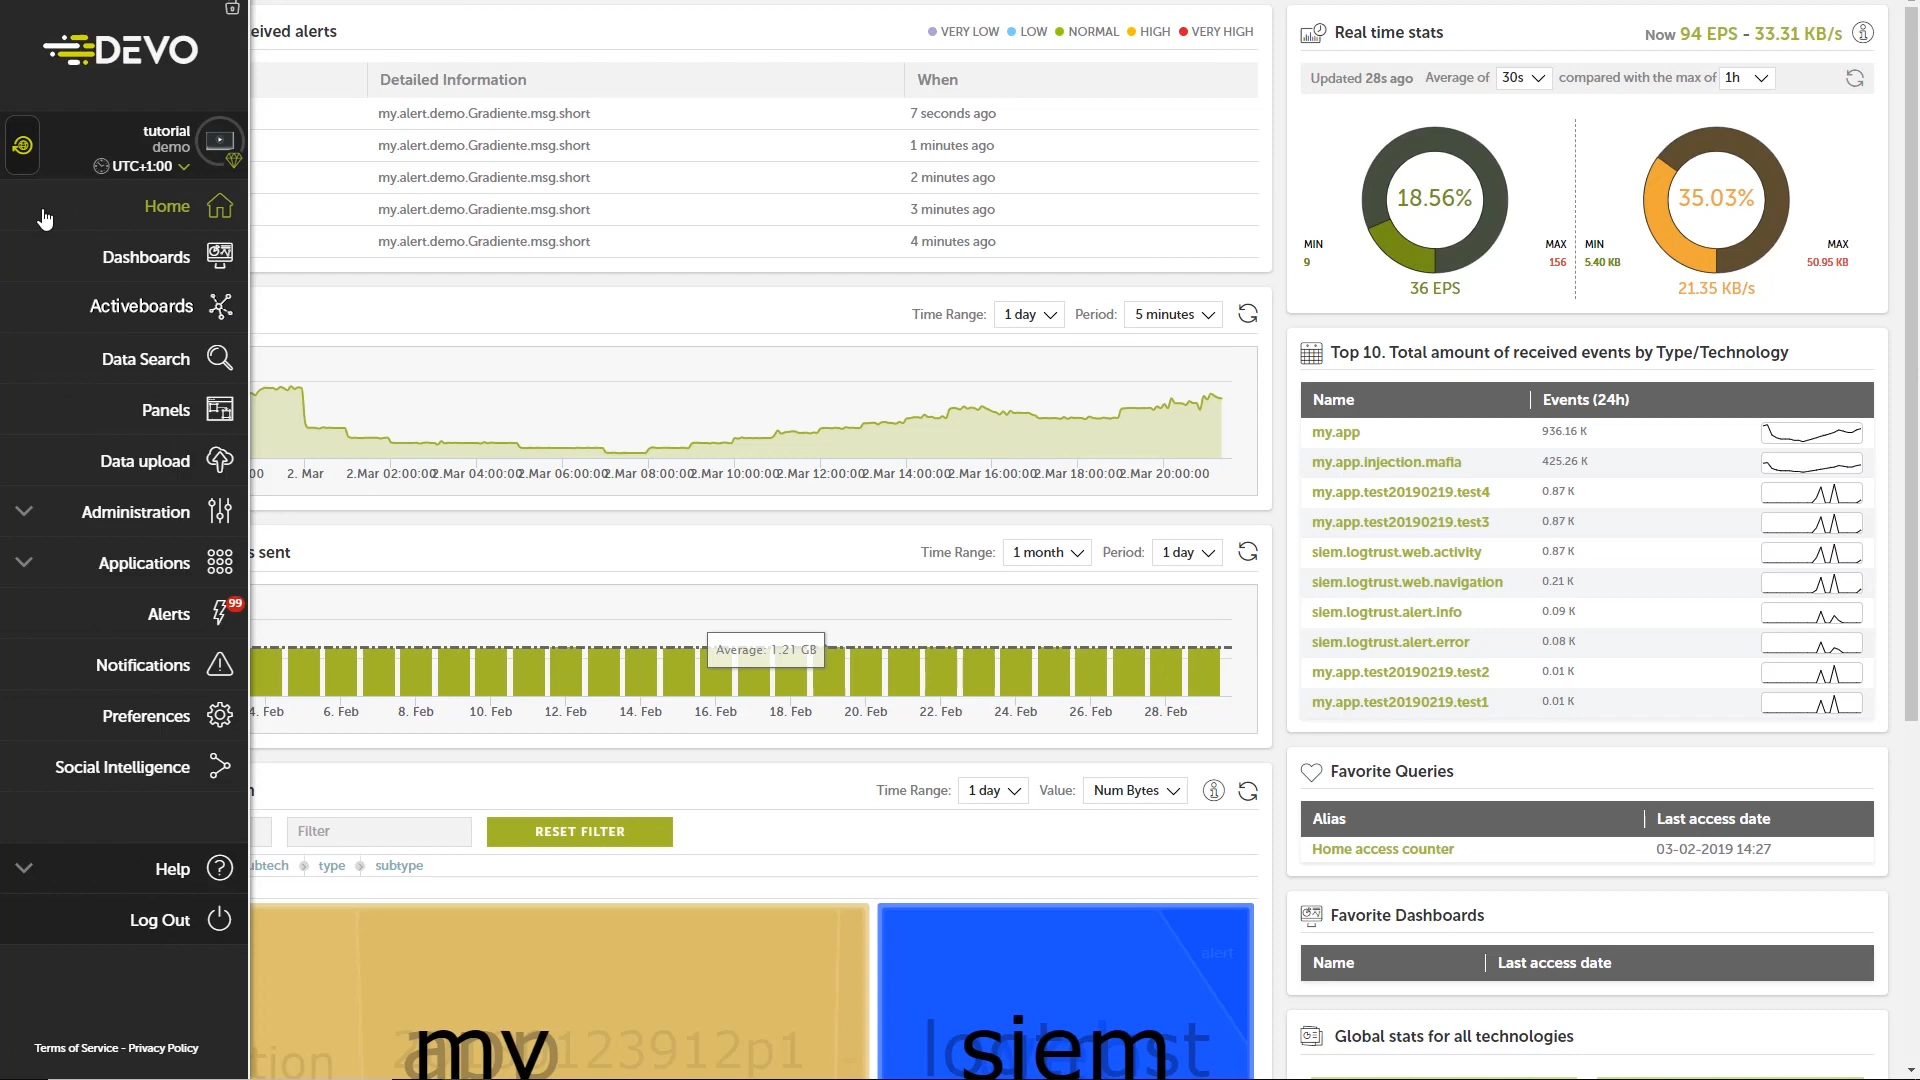 DEVO
tutorial
demo
UTC+1:00
Home
Dashboards
Activeboards
Data Search
Panels
Data upload
Administration
Applications
Alerts
99
Notifications
Preferences
Social Intelligence
Help
Log Out
Terms of Service - Privacy Policy
eived alerts
VERY LOW LOW NORMAL HIGH VERY HIGH
Detailed Information When
my.alert.demo.Gradiente.msg.short 7 seconds ago
my.alert.demo.Gradiente.msg.short 1 minutes ago
my.alert.demo.Gradiente.msg.short 2 minutes ago
my.alert.demo.Gradiente.msg.short 3 minutes ago
my.alert.demo.Gradiente.msg.short 4 minutes ago
Time Range: 1 day Period: 5 minutes
00 2. Mar 2.Mar 02:00:00 2.Mar 04:00:00 2.Mar 06:00:00 2.Mar 08:00:00 2.Mar 10:00:00 2.Mar 12:00:00 2.Mar 14:00:00 2.Mar 16:00:00 2.Mar 18:00:00 2.Mar 20:00:00
s sent
Time Range: 1 month Period: 1 day
Average: 1.21 GB
4. Feb 6. Feb 8. Feb 10. Feb 12. Feb 14. Feb 16. Feb 18. Feb 20. Feb 22. Feb 24. Feb 26. Feb 28. Feb
Time Range: 1 day Value: Num Bytes
Filter
RESET FILTER
ubtech type subtype
alert
my
siem
Real time stats
Now 94 EPS - 33.31 KB/s
Updated 28s ago Average of 30s compared with the max of 1h
18.56%
MIN
9
MAX
156
36 EPS
35.03%
MIN
5.40 KB
MAX
50.95 KB
21.35 KB/s
Top 10. Total amount of received events by Type/Technology
Name Events (24h)
my.app 936.16 K
my.app.injection.mafia 425.26 K
my.app.test20190219.test4 0.87 K
my.app.test20190219.test3 0.87 K
siem.logtrust.web.activity 0.87 K
siem.logtrust.web.navigation 0.21 K
siem.logtrust.alert.info 0.09 K
siem.logtrust.alert.error 0.08 K
my.app.test20190219.test2 0.01 K
my.app.test20190219.test1 0.01 K
Favorite Queries
Alias Last access date
Home access counter 03-02-2019 14:27
Favorite Dashboards
Name Last access date
Global stats for all technologies